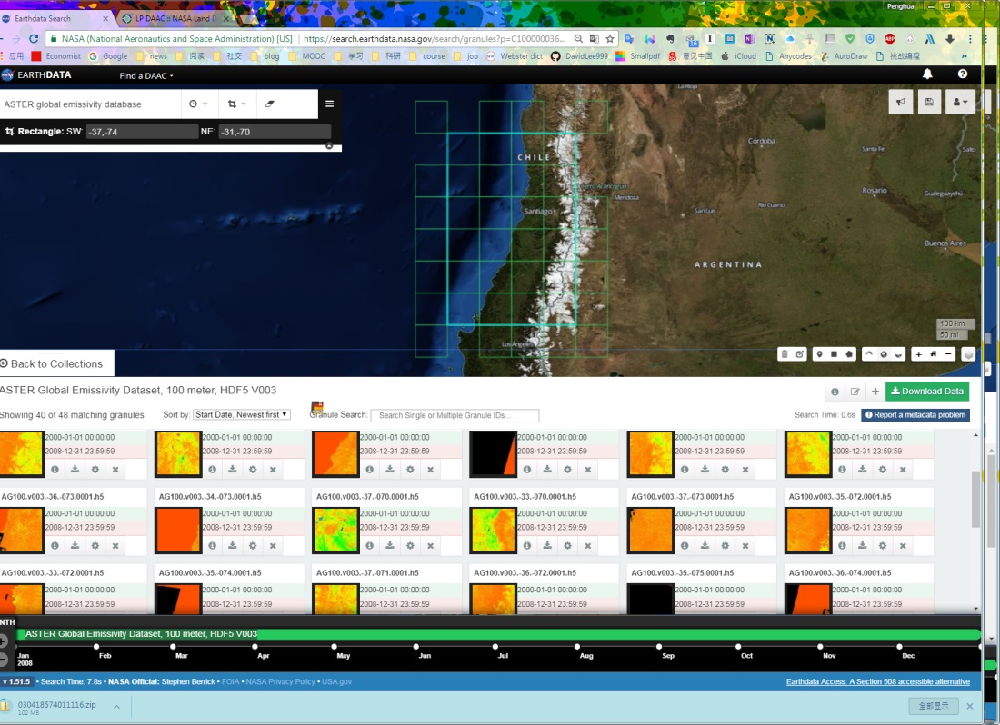 Penghua
Earthdata Search
LP DAAC :: NASA Land D
NASA (National Aeronautics and Space Administration) [US] | https://search.earthdata.nasa.gov/search/granules?p=C100000036...
应用 Economist Google news 阅读 社交 blog MOOC 学习 科研 course job Webster dict DavidLee999 Smallpdf 意见中国 iCloud Anycodes AutoDraw 挑战编程 »
EARTHDATA Find a DAAC
ASTER global emissivity database
Rectangle: SW: -37,-74 NE: -31,-70
La Rioja
CHILE
Córdoba
Santa Fe
Salto
Cerro Aconcagua
Mendoza
Rosario
Gualeguaychú
Santiago
San Luis
Río Cuarto
Buenos Aires
ARGENTINA
Los Angeles
100 km
50 mi
Back to Collections
ASTER Global Emissivity Dataset, 100 meter, HDF5 V003
Download Data
Showing 40 of 48 matching granules Sort by: Start Date, Newest first Granule Search: Search Single or Multiple Granule IDs... Search Time: 0.6s Report a metadata problem
2000-01-01 00:00:00 2000-01-01 00:00:00 2000-01-01 00:00:00 2000-01-01 00:00:00 2000-01-01 00:00:00 2000-01-01 00:00:00
2008-12-31 23:59:59 2008-12-31 23:59:59 2008-12-31 23:59:59 2008-12-31 23:59:59 2008-12-31 23:59:59 2008-12-31 23:59:59
AG100.v003.-36.-073.0001.h5 AG100.v003.-34.-073.0001.h5 AG100.v003.-37.-070.0001.h5 AG100.v003.-33.-070.0001.h5 AG100.v003.-37.-073.0001.h5 AG100.v003.-35.-072.0001.h5
2000-01-01 00:00:00 2000-01-01 00:00:00 2000-01-01 00:00:00 2000-01-01 00:00:00 2000-01-01 00:00:00 2000-01-01 00:00:00
2008-12-31 23:59:59 2008-12-31 23:59:59 2008-12-31 23:59:59 2008-12-31 23:59:59 2008-12-31 23:59:59 2008-12-31 23:59:59
AG100.v003.-33.-072.0001.h5 AG100.v003.-35.-074.0001.h5 AG100.v003.-37.-071.0001.h5 AG100.v003.-36.-072.0001.h5 AG100.v003.-35.-075.0001.h5 AG100.v003.-36.-074.0001.h5
2000-01-01 00:00:00 2000-01-01 00:00:00 2000-01-01 00:00:00 2000-01-01 00:00:00 2000-01-01 00:00:00 2000-01-01 00:00:00
2008-12-31 23:59:59 2008-12-31 23:59:59 2008-12-31 23:59:59 2008-12-31 23:59:59 2008-12-31 23:59:59 2008-12-31 23:59:59
NTH
ASTER Global Emissivity Dataset, 100 meter, HDF5 V003
Jan Feb Mar Apr May Jun Jul Aug Sep Oct Nov Dec
2008
v 1.51.5 • Search Time: 7.8s • NASA Official: Stephen Berrick • FOIA • NASA Privacy Policy • USA.gov Earthdata Access: A Section 508 accessible alternative
030418574011116.zip
102 MB
全部显示